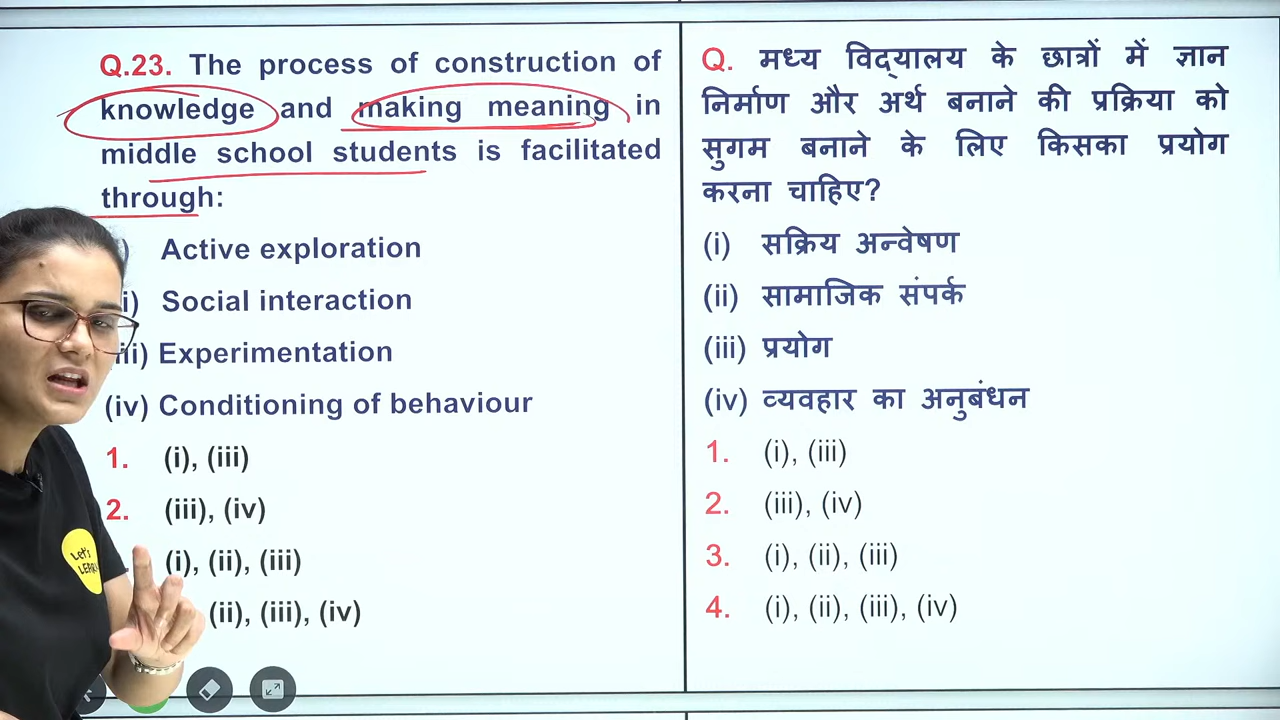 Q.23. The process of construction of
knowledge and making meaning in
middle school students is facilitated
through:
) Active exploration
i) Social interaction
iii) Experimentation
(iv) Conditioning of behaviour
1. (i), (iii)
2. (iii), (iv)
(i), (ii), (iii)
(ii), (iii), (iv)
Let's
LEARN
Q. मध्य विद्यालय के छात्रों में ज्ञान
निर्माण और अर्थ बनाने की प्रक्रिया को
सुगम बनाने के लिए किसका प्रयोग
करना चाहिए?
(i) सक्रिय अन्वेषण
(ii) सामाजिक संपर्क
(iii) प्रयोग
(iv) व्यवहार का अनुबंधन
1. (i), (iii)
2. (iii), (iv)
3. (i), (ii), (iii)
4. (i), (ii), (iii), (iv)